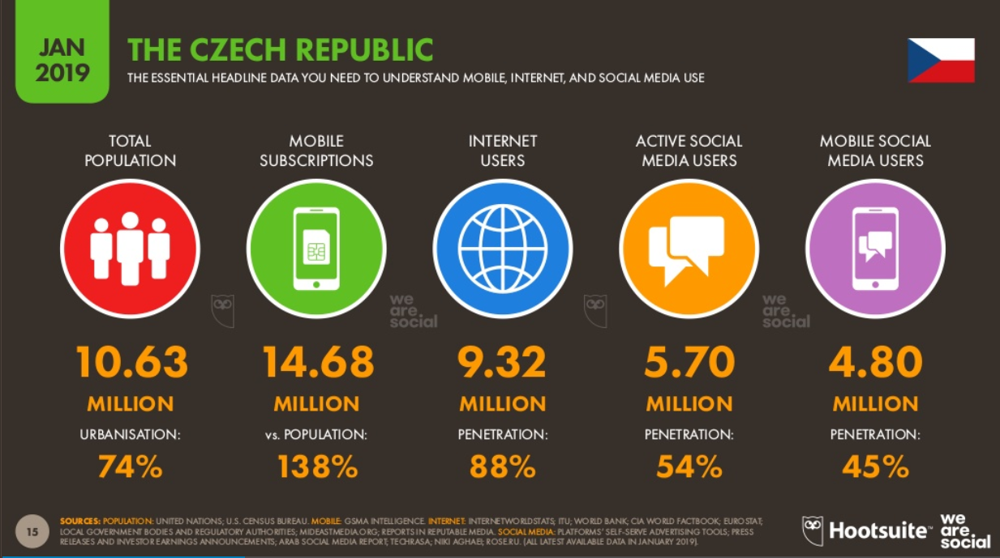 JAN
2019
THE CZECH REPUBLIC
THE ESSENTIAL HEADLINE DATA YOU NEED TO UNDERSTAND MOBILE, INTERNET, AND SOCIAL MEDIA USE
TOTAL
POPULATION
MOBILE
SUBSCRIPTIONS
INTERNET
USERS
ACTIVE SOCIAL
MEDIA USERS
MOBILE SOCIAL
MEDIA USERS
we
are
social
we
are
social
10.63
MILLION
URBANISATION:
74%
14.68
MILLION
vs. POPULATION:
138%
9.32
MILLION
PENETRATION:
88%
5.70
MILLION
PENETRATION:
54%
4.80
MILLION
PENETRATION:
45%
15
SOURCES: POPULATION: UNITED NATIONS; U.S. CENSUS BUREAU. MOBILE: GSMA INTELLIGENCE. INTERNET: INTERNETWORLDSTATS; ITU; WORLD BANK; CIA WORLD FACTBOOK; EUROSTAT;
LOCAL GOVERNMENT BODIES AND REGULATORY AUTHORITIES; MIDEASTMEDIA.ORG; REPORTS IN REPUTABLE MEDIA. SOCIAL MEDIA: PLATFORMS' SELF-SERVE ADVERTISING TOOLS; PRESS
RELEASES AND INVESTOR EARNINGS ANNOUNCEMENTS; ARAB SOCIAL MEDIA REPORT; TECHRASA; NIKI AGHAEI; ROSE.RU. (ALL LATEST AVAILABLE DATA IN JANUARY 2019).
Hootsuite™
we
are
social